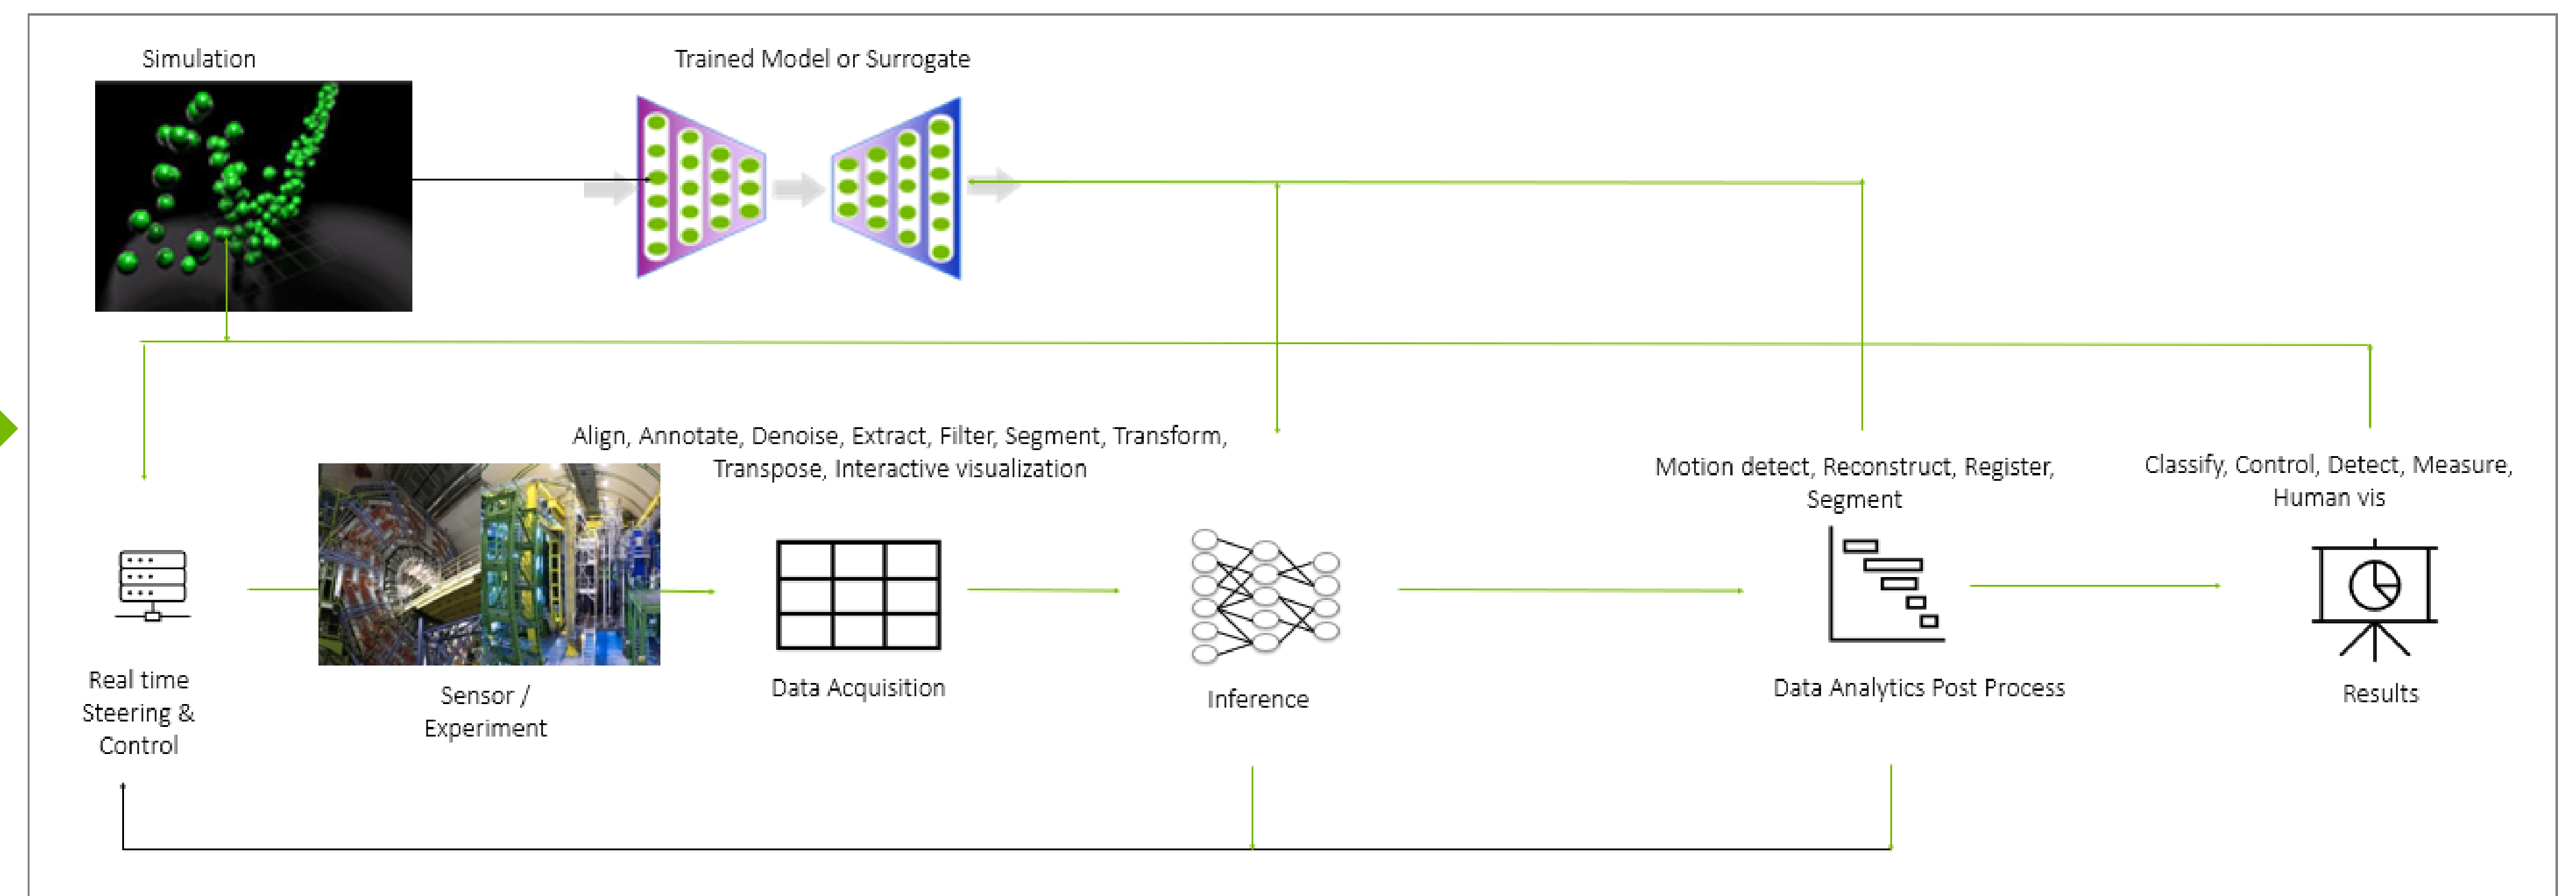 Simulation
Trained Model or Surrogate
Align, Annotate, Denoise, Extract, Filter, Segment, Transform,
Transpose, Interactive visualization
Motion detect, Reconstruct, Register,
Segment
Classify, Control, Detect, Measure,
Human vis
Real time
Steering &
Control
Sensor /
Experiment
Data Acquisition
Inference
Data Analytics Post Process
Results